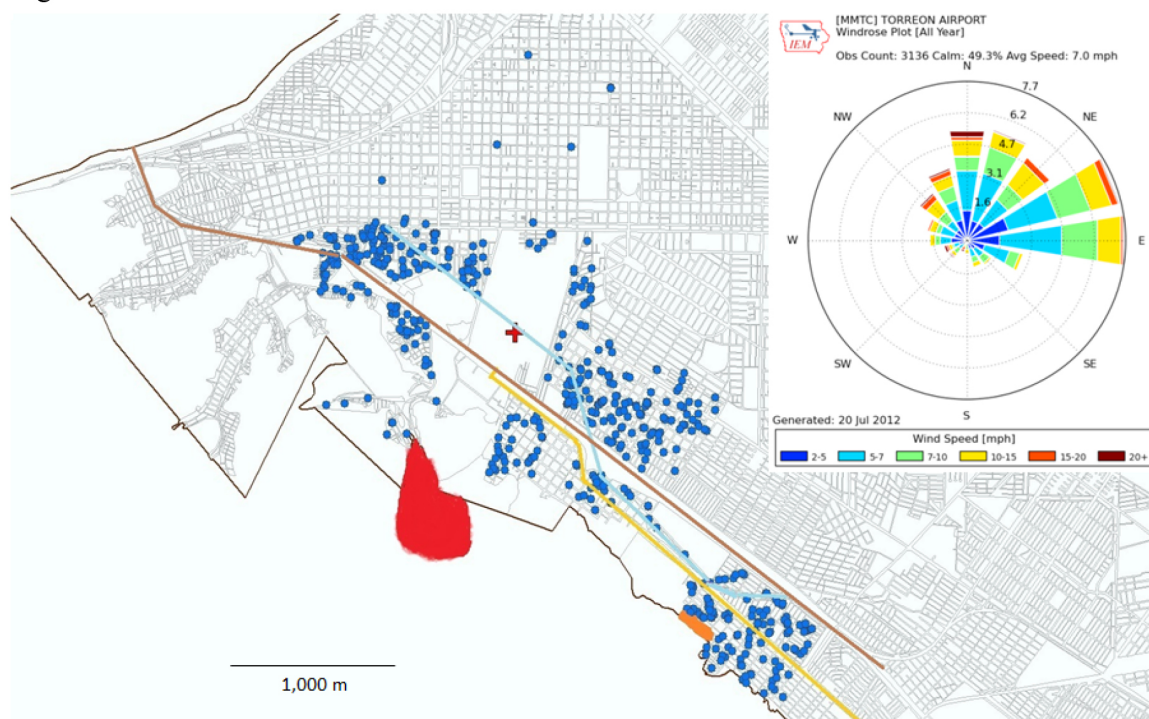 [MMTC] TORREON AIRPORT
Windrose Plot [All Year]
IEM
Obs Count: 3136 Calm: 49.3% Avg Speed: 7.0 mph
N
7.7
NW
6.2
NE
4.7
3.1
1.6
W
E
SW
SE
S
Generated: 20 Jul 2012
Wind Speed [mph]
2-5 5-7 7-10 10-15 15-20 20+
1,000 m